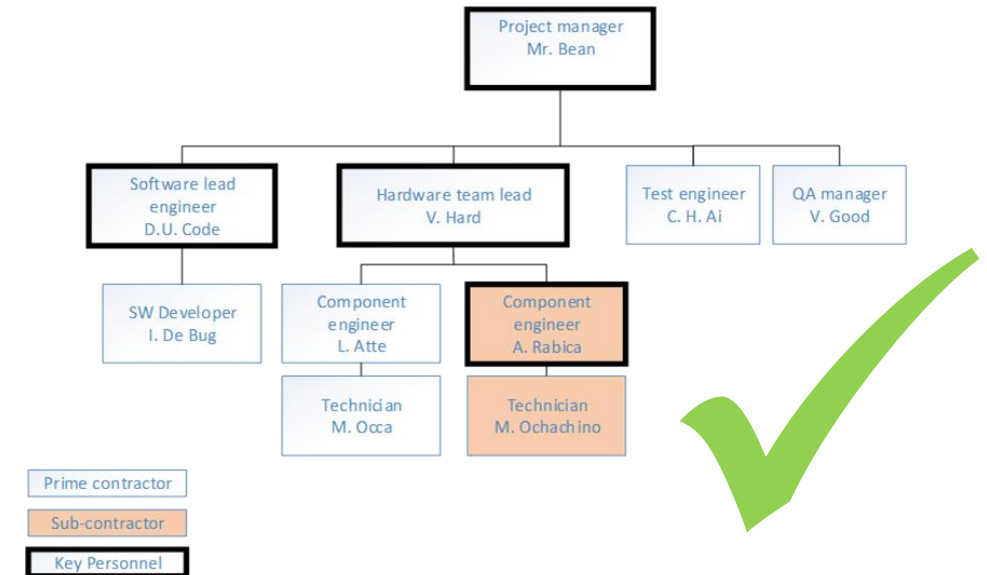 Project manager
Mr. Bean
Software lead
engineer
D.U. Code
Hardware team lead
V. Hard
Test engineer
C. H. Ai
QA manager
V. Good
SW Developer
I. De Bug
Component
engineer
L. Atte
Component
engineer
A. Rabica
Technician
M. Occa
Technician
M. Ochachino
Prime contractor
Sub-contractor
Key Personnel